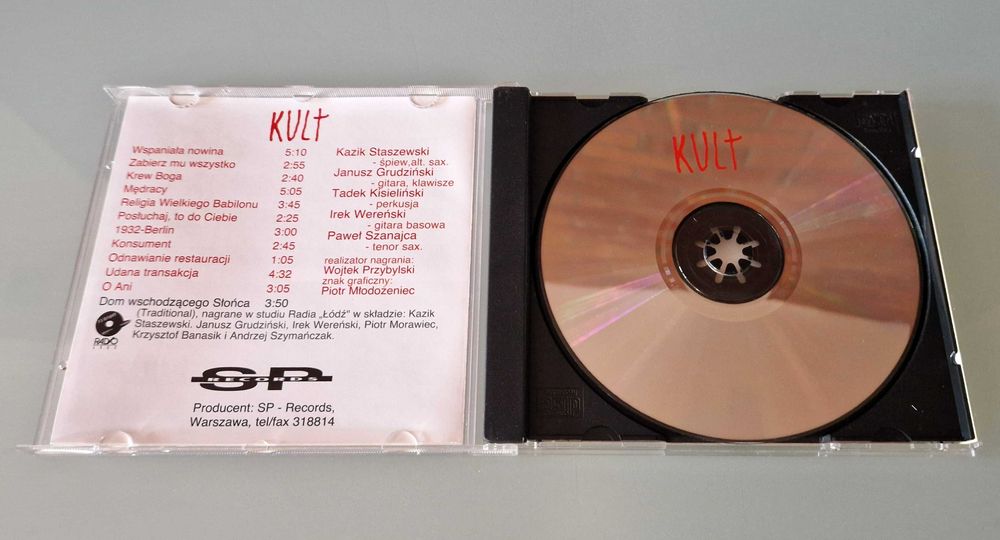 KULT
Wspaniała nowina 5:10
Zabierz mu wszystko 2:55
Krew Boga 2:40
Mędracy 5:05
Religia Wielkiego Babilonu 3:45
Posłuchaj, to do Ciebie 2:25
1932-Berlin 3:00
Konsument 2:45
Odnawianie restauracji 1:05
Udana transakcja 4:32
O Ani 3:05
Kazik Staszewski
- śpiew,alt. sax.
Janusz Grudziński
- gitara, klawisze
Tadek Kisieliński
- perkusja
Irek Wereński
- gitara basowa
Paweł Szanajca
- tenor sax.
realizator nagrania:
Wojtek Przybylski
znak graficzny:
Piotr Młodożeniec
Dom wschodzącego Słońca 3:50
(Traditional), nagrane w studiu Radia „Łódź” w składzie: Kazik
Staszewski. Janusz Grudziński, Irek Wereński, Piotr Morawiec,
Krzysztof Banasik i Andrzej Szymańczak.
RADIO
SP
RECORDS
Producent: SP - Records,
Warszawa, tel/fax 318814
KULT